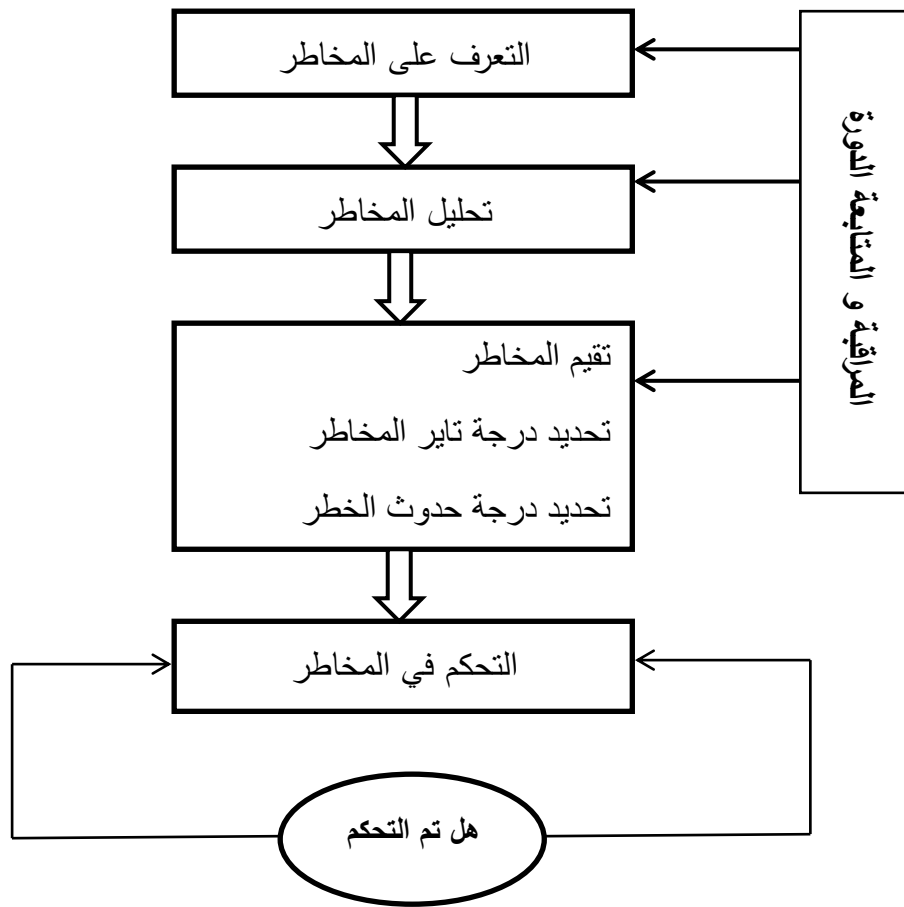 التعرف على المخاطر
تحليل المخاطر
تقيم المخاطر
تحديد درجة تاير المخاطر
تحديد درجة حدوث الخطر
التحكم في المخاطر
هل تم التحكم
المراقبة و المتابعة الدورة